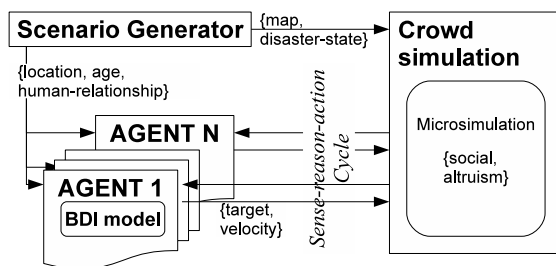 Scenario Generator
{map,
disaster-state}
Crowd
simulation
{location, age,
human-relationship}
Microsimulation
{social,
altruism}
AGENT N
Sense-reason-action
Cycle
AGENT 1
BDI model
{target,
velocity}